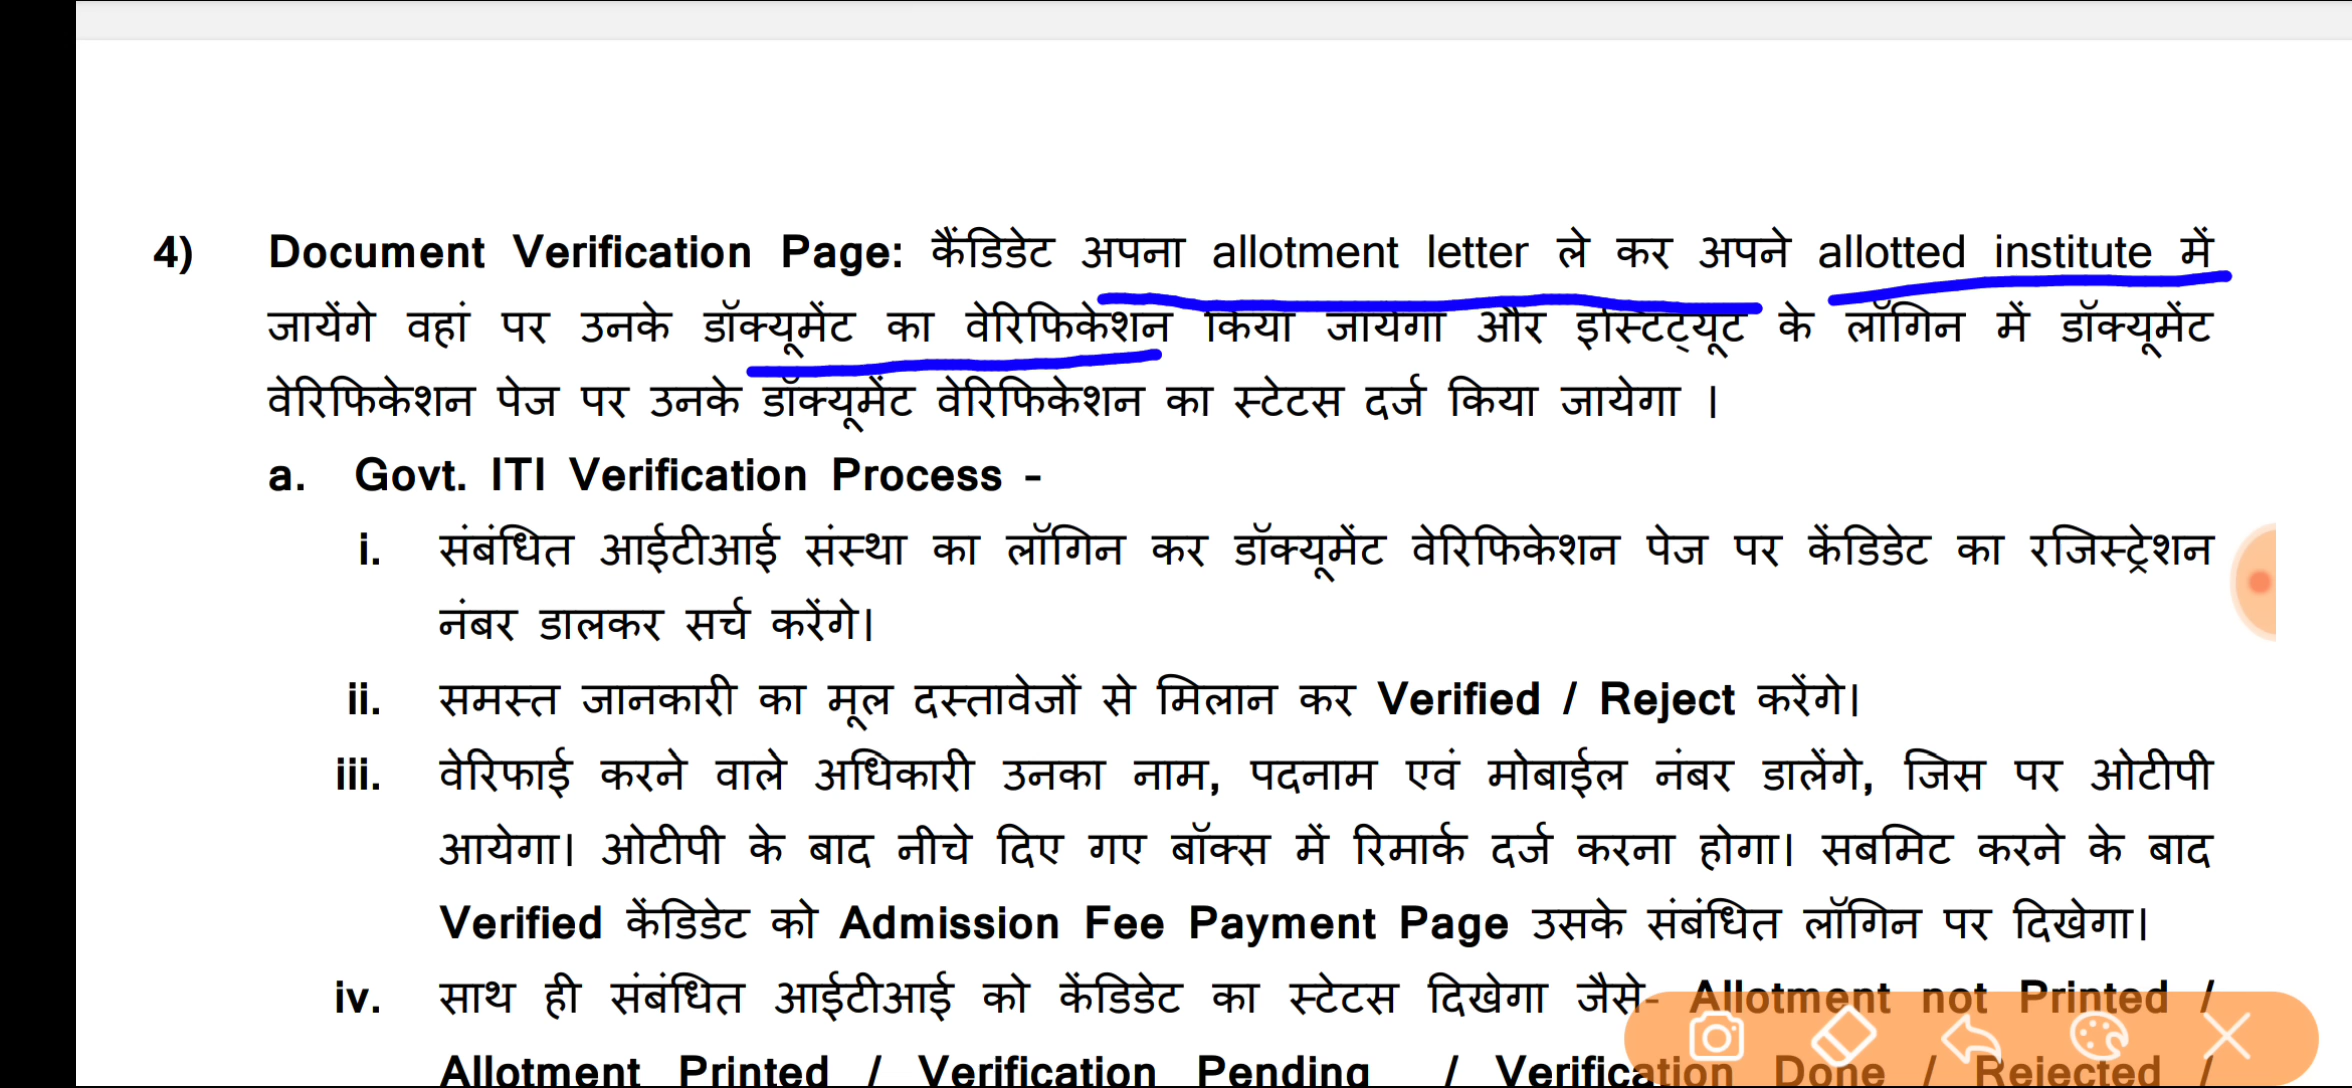 4) Document Verification Page: कैंडिडेट अपना allotment letter ले कर अपने allotted institute में
जायेंगे वहां पर उनके डॉक्यूमेंट का वेरिफिकेशन किया जायेगा और इंस्टिट्यूट के लॉगिन में डॉक्यूमेंट
वेरिफिकेशन पेज पर उनके डॉक्यूमेंट वेरिफिकेशन का स्टेटस दर्ज किया जायेगा ।
a. Govt. ITI Verification Process -
i. संबंधित आईटीआई संस्था का लॉगिन कर डॉक्यूमेंट वेरिफिकेशन पेज पर केंडिडेट का रजिस्ट्रेशन
नंबर डालकर सर्च करेंगे।
ii. समस्त जानकारी का मूल दस्तावेजों से मिलान कर Verified / Reject करेंगे।
iii. वेरिफाई करने वाले अधिकारी उनका नाम, पदनाम एवं मोबाईल नंबर डालेंगे, जिस पर ओटीपी
आयेगा। ओटीपी के बाद नीचे दिए गए बॉक्स में रिमार्क दर्ज करना होगा। सबमिट करने के बाद
Verified केंडिडेट को Admission Fee Payment Page उसके संबंधित लॉगिन पर दिखेगा।
iv. साथ ही संबंधित आईटीआई को केंडिडेट का स्टेटस दिखेगा जैसे- Allotment not Printed /
Allotment Printed / Verification Pending / Verification Done / Rejected /